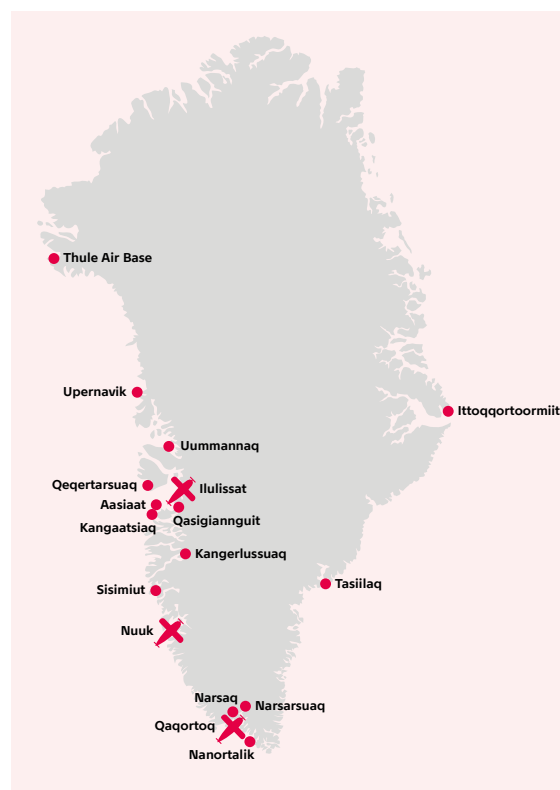 Thule Air Base
Upernavik
Ittoqqortoormiit
Uummannaq
Qeqertarsuaq
Ilulissat
Aasiaat
Qasigiannguit
Kangaatsiaq
Kangerlussuaq
Tasiilaq
Sisimiut
Nuuk
Narsaq
Narsarsuaq
Qaqortoq
Nanortalik